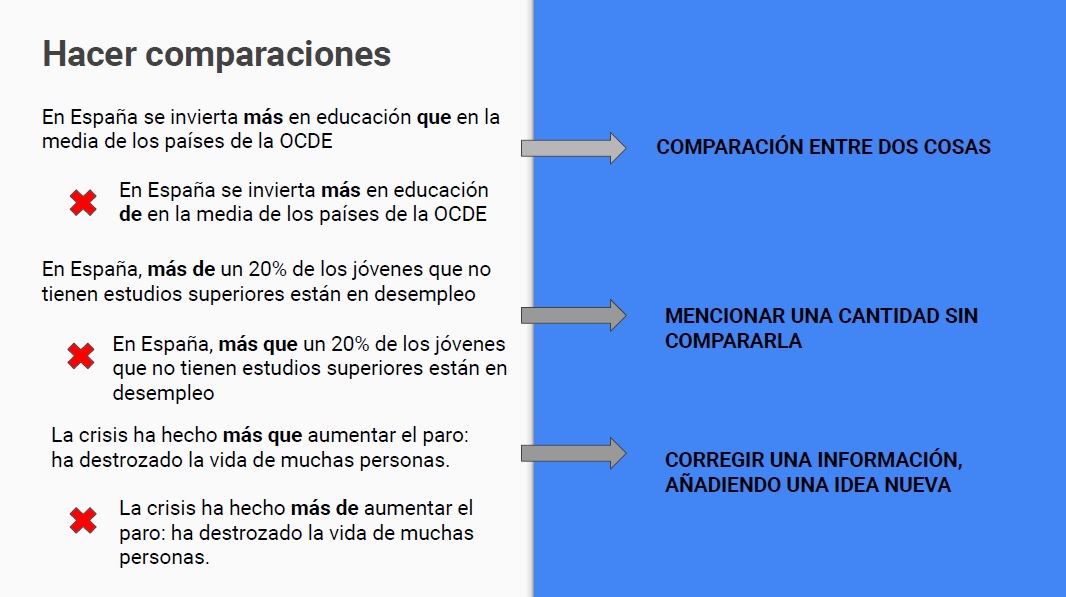 Hacer comparaciones
En España se invierta más en educación que en la
media de los países de la OCDE
COMPARACIÓN ENTRE DOS COSAS
En España se invierta más en educación
de en la media de los países de la OCDE
En España, más de un 20% de los jóvenes que no
tienen estudios superiores están en desempleo
MENCIONAR UNA CANTIDAD SIN
COMPARARLA
En España, más que un 20% de los jóvenes
que no tienen estudios superiores están en
desempleo
La crisis ha hecho más que aumentar el paro:
ha destrozado la vida de muchas personas.
CORREGIR UNA INFORMACIÓN,
AÑADIENDO UNA IDEA NUEVA
La crisis ha hecho más de aumentar el
paro: ha destrozado la vida de muchas
personas.